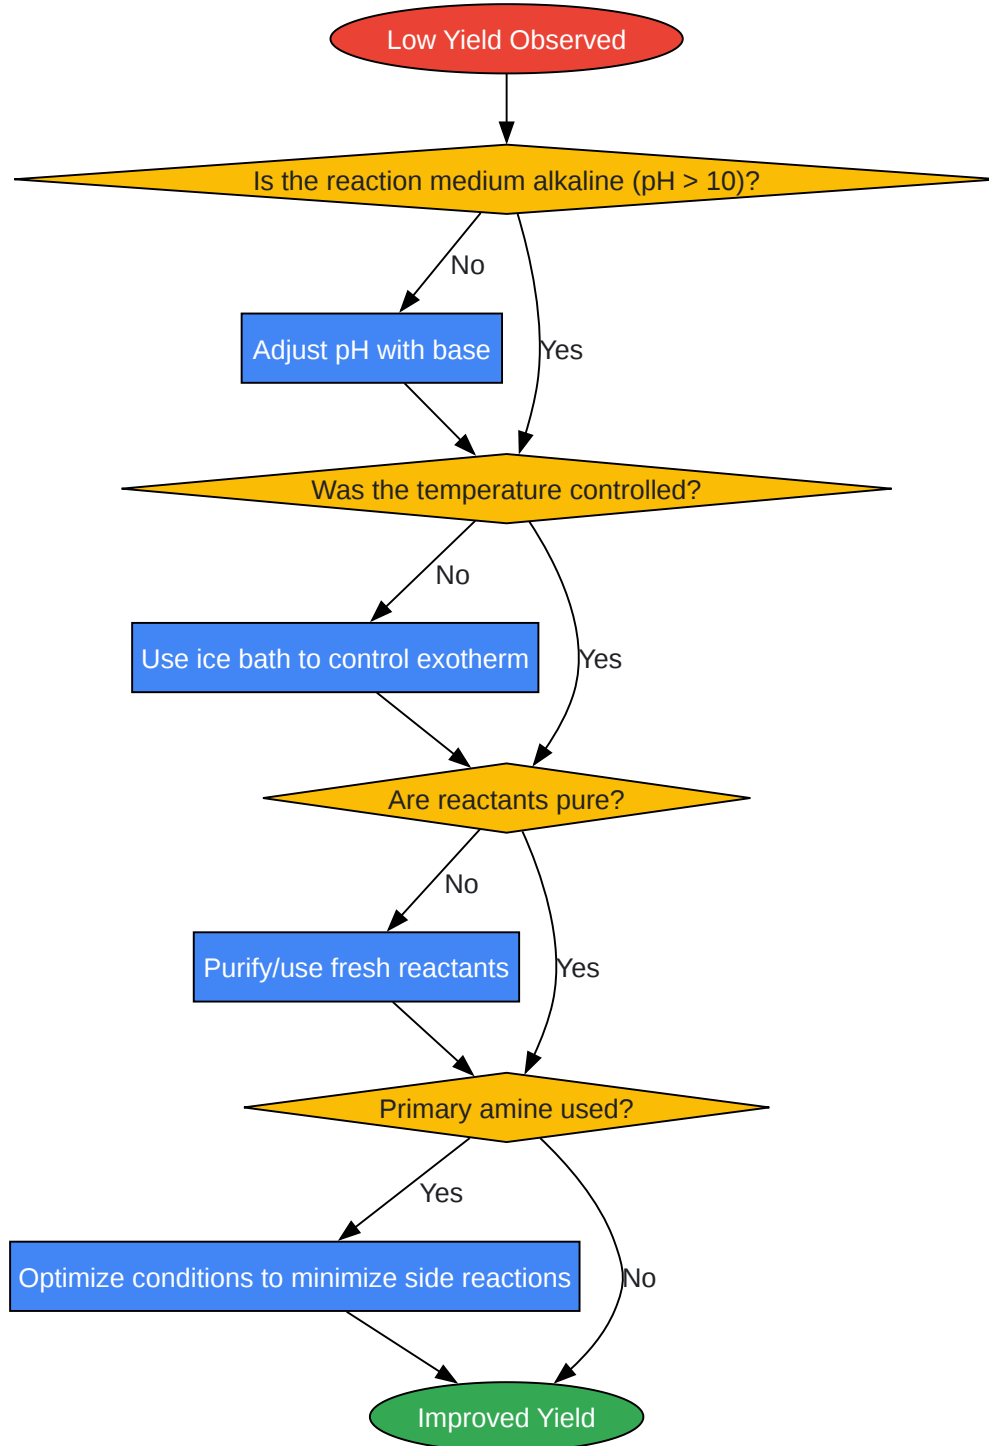 Low Yield Observed
Is the reaction medium alkaline (pH > 10)?
No
Adjust pH with base
Yes
Was the temperature controlled?
No
Use ice bath to control exotherm
Yes
Are reactants pure?
No
Purify/use fresh reactants
Yes
Primary amine used?
Yes
Optimize conditions to minimize side reactions
No
Improved Yield